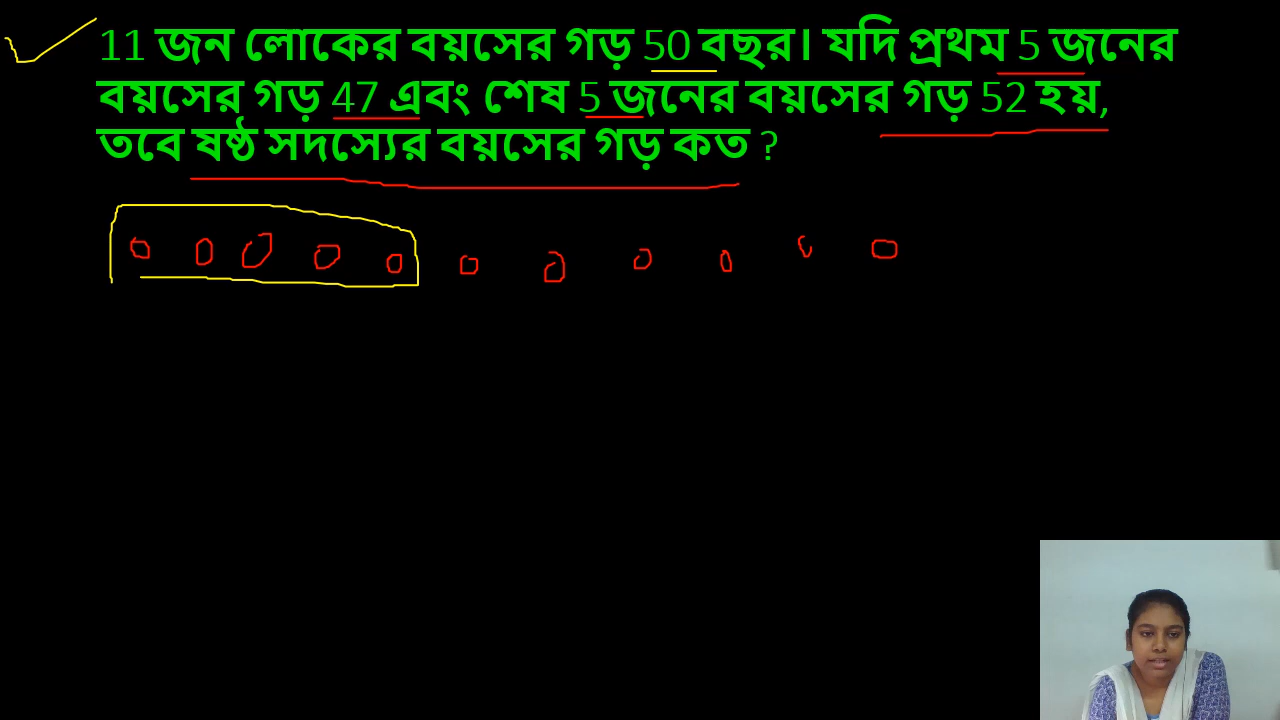 11 জন লোকের বয়সের গড় 50 বছর। যদি প্রথম 5 জনের
বয়সের গড় 47 এবং শেষ 5 জনের বয়সের গড় 52 হয়,
তবে ষষ্ঠ সদস্যের বয়সের গড় কত ?